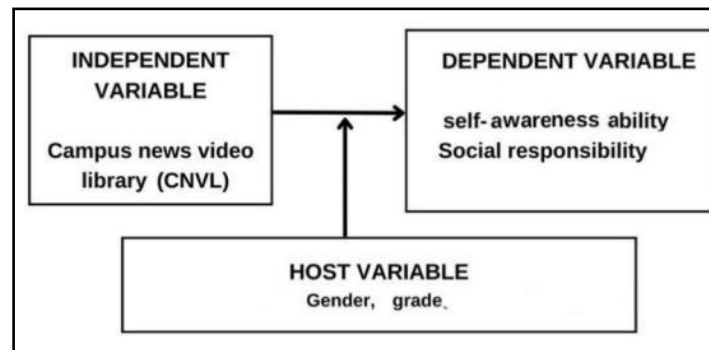 INDEPENDENT
VARIABLE
Campus news video
library (CNVL)
DEPENDENT VARIABLE
self-awareness ability
Social responsibility
HOST VARIABLE
Gender, grade、